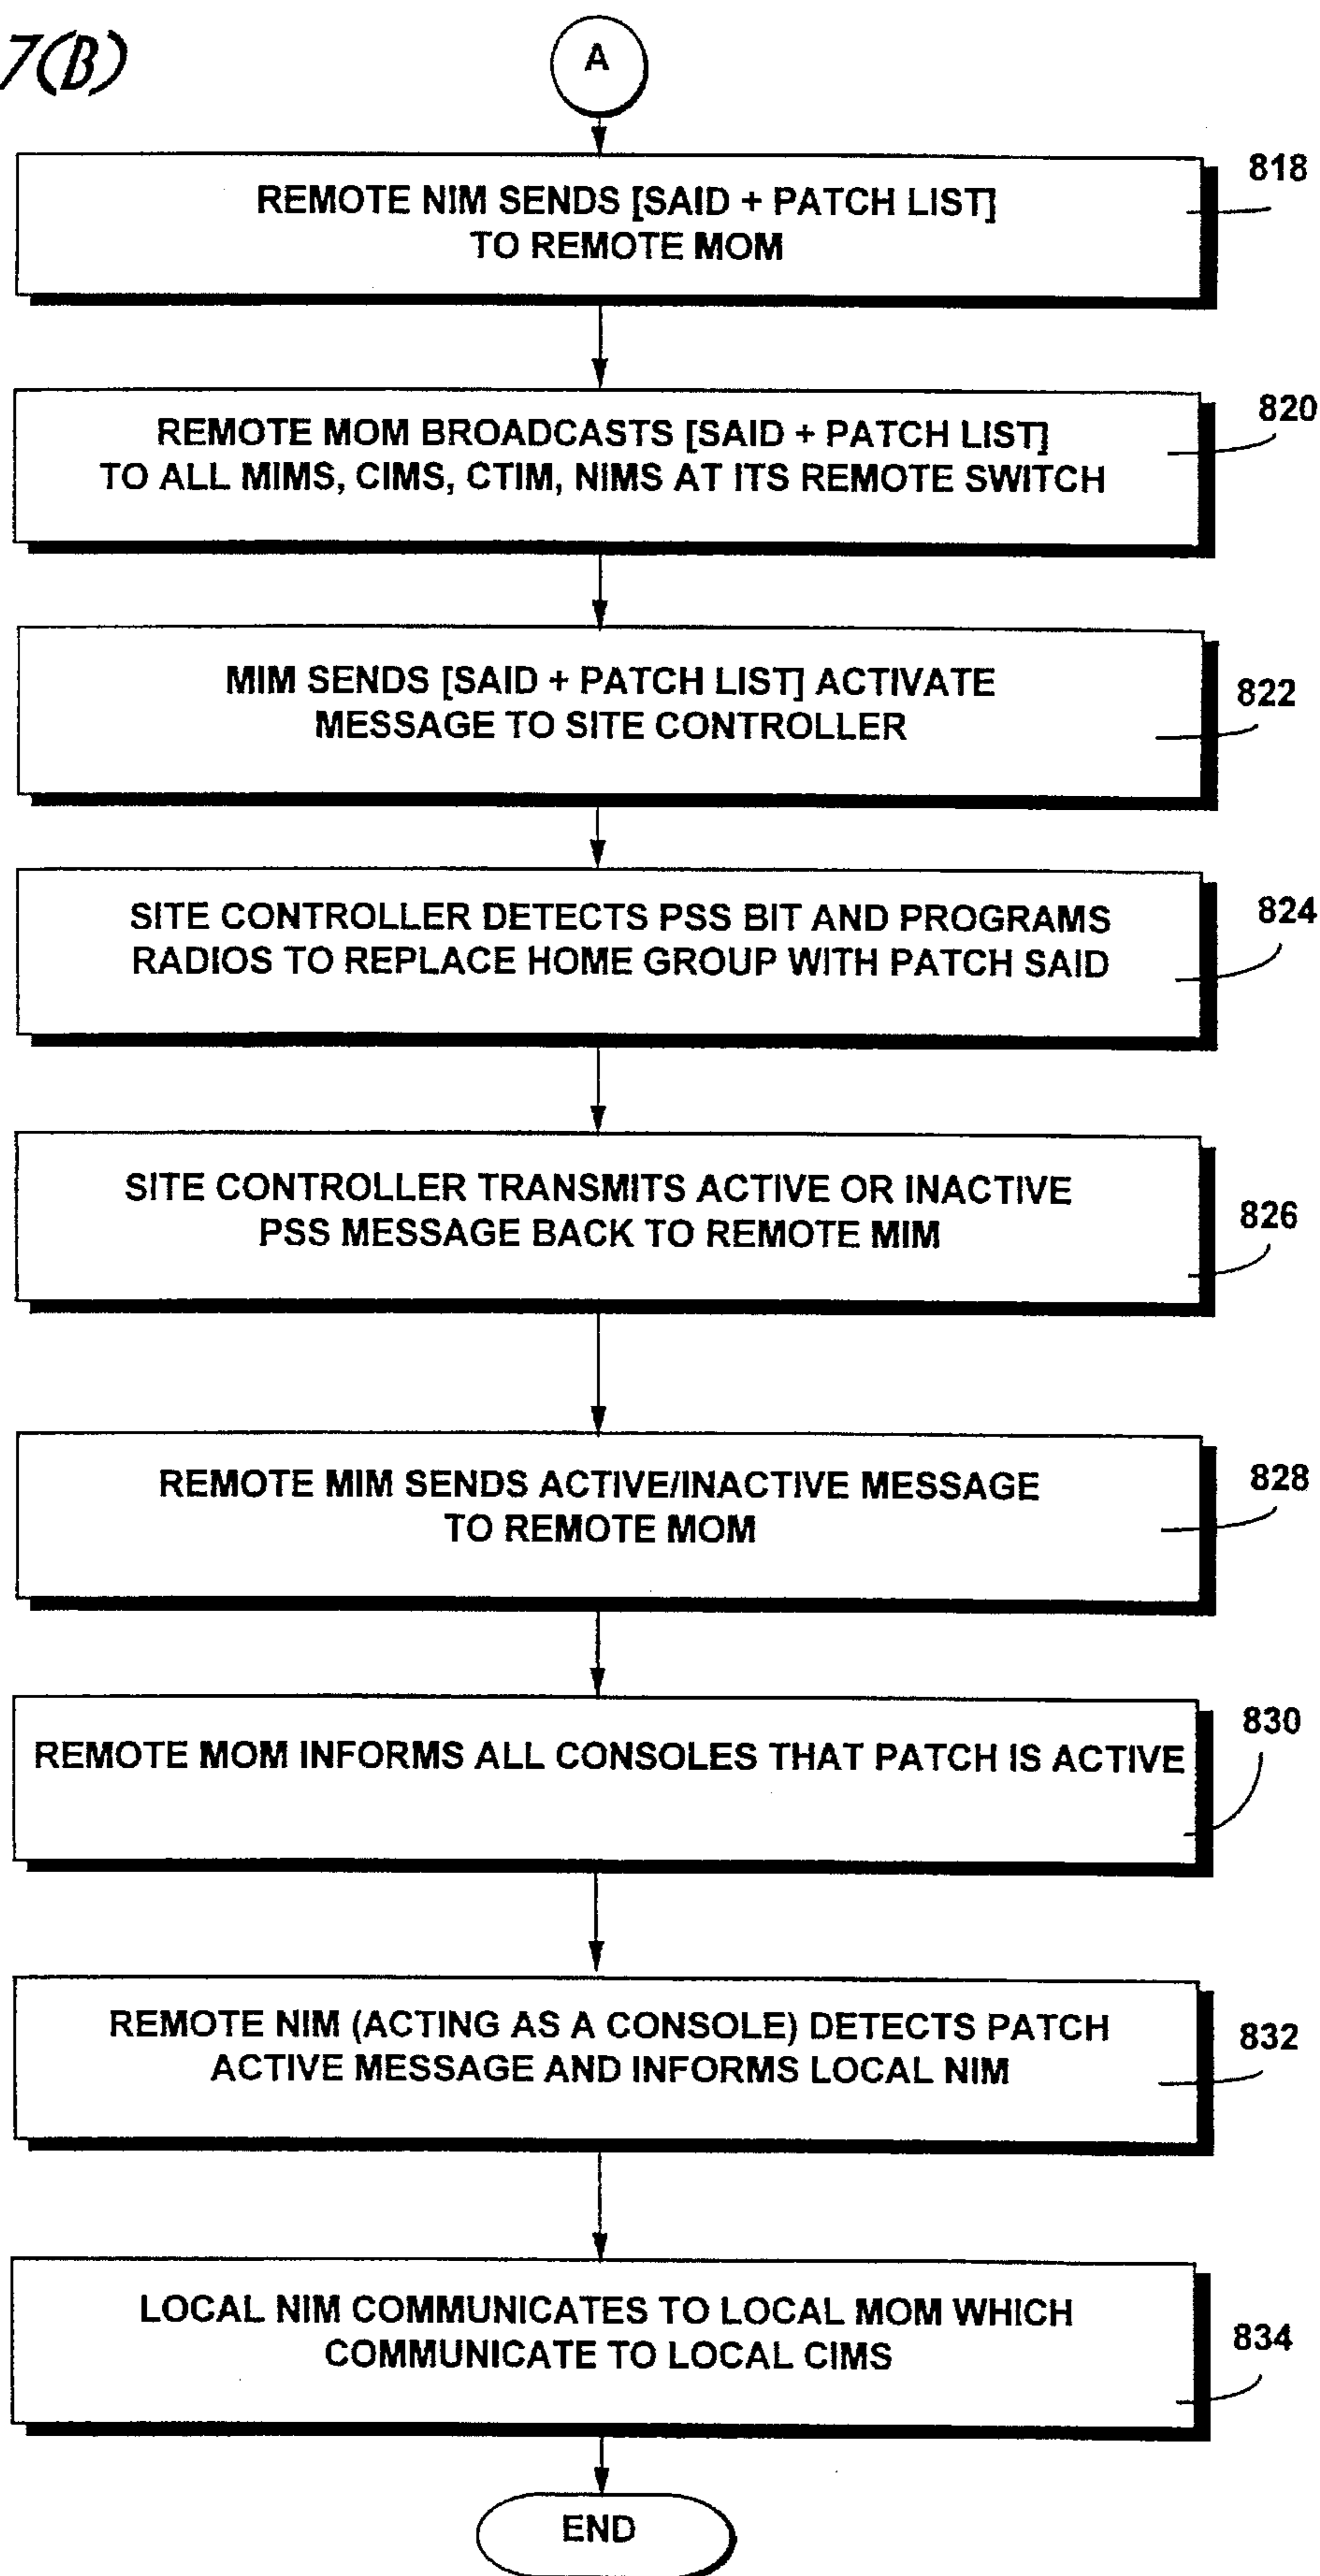 7(B)
A
REMOTE NIM SENDS [SAID + PATCH LIST]
TO REMOTE MOM
818
REMOTE MOM BROADCASTS [SAID + PATCH LIST]
TO ALL MIMS, CIMS, CTIM, NIMS AT ITS REMOTE SWITCH
820
MIM SENDS [SAID + PATCH LIST] ACTIVATE
MESSAGE TO SITE CONTROLLER
822
SITE CONTROLLER DETECTS PSS BIT AND PROGRAMS
RADIOS TO REPLACE HOME GROUP WITH PATCH SAID
824
SITE CONTROLLER TRANSMITS ACTIVE OR INACTIVE
PSS MESSAGE BACK TO REMOTE MIM
826
REMOTE MIM SENDS ACTIVE/INACTIVE MESSAGE
TO REMOTE MOM
828
REMOTE MOM INFORMS ALL CONSOLES THAT PATCH IS ACTIVE
830
REMOTE NIM (ACTING AS A CONSOLE) DETECTS PATCH
ACTIVE MESSAGE AND INFORMS LOCAL NIM
832
LOCAL NIM COMMUNICATES TO LOCAL MOM WHICH
COMMUNICATE TO LOCAL CIMS
834
END